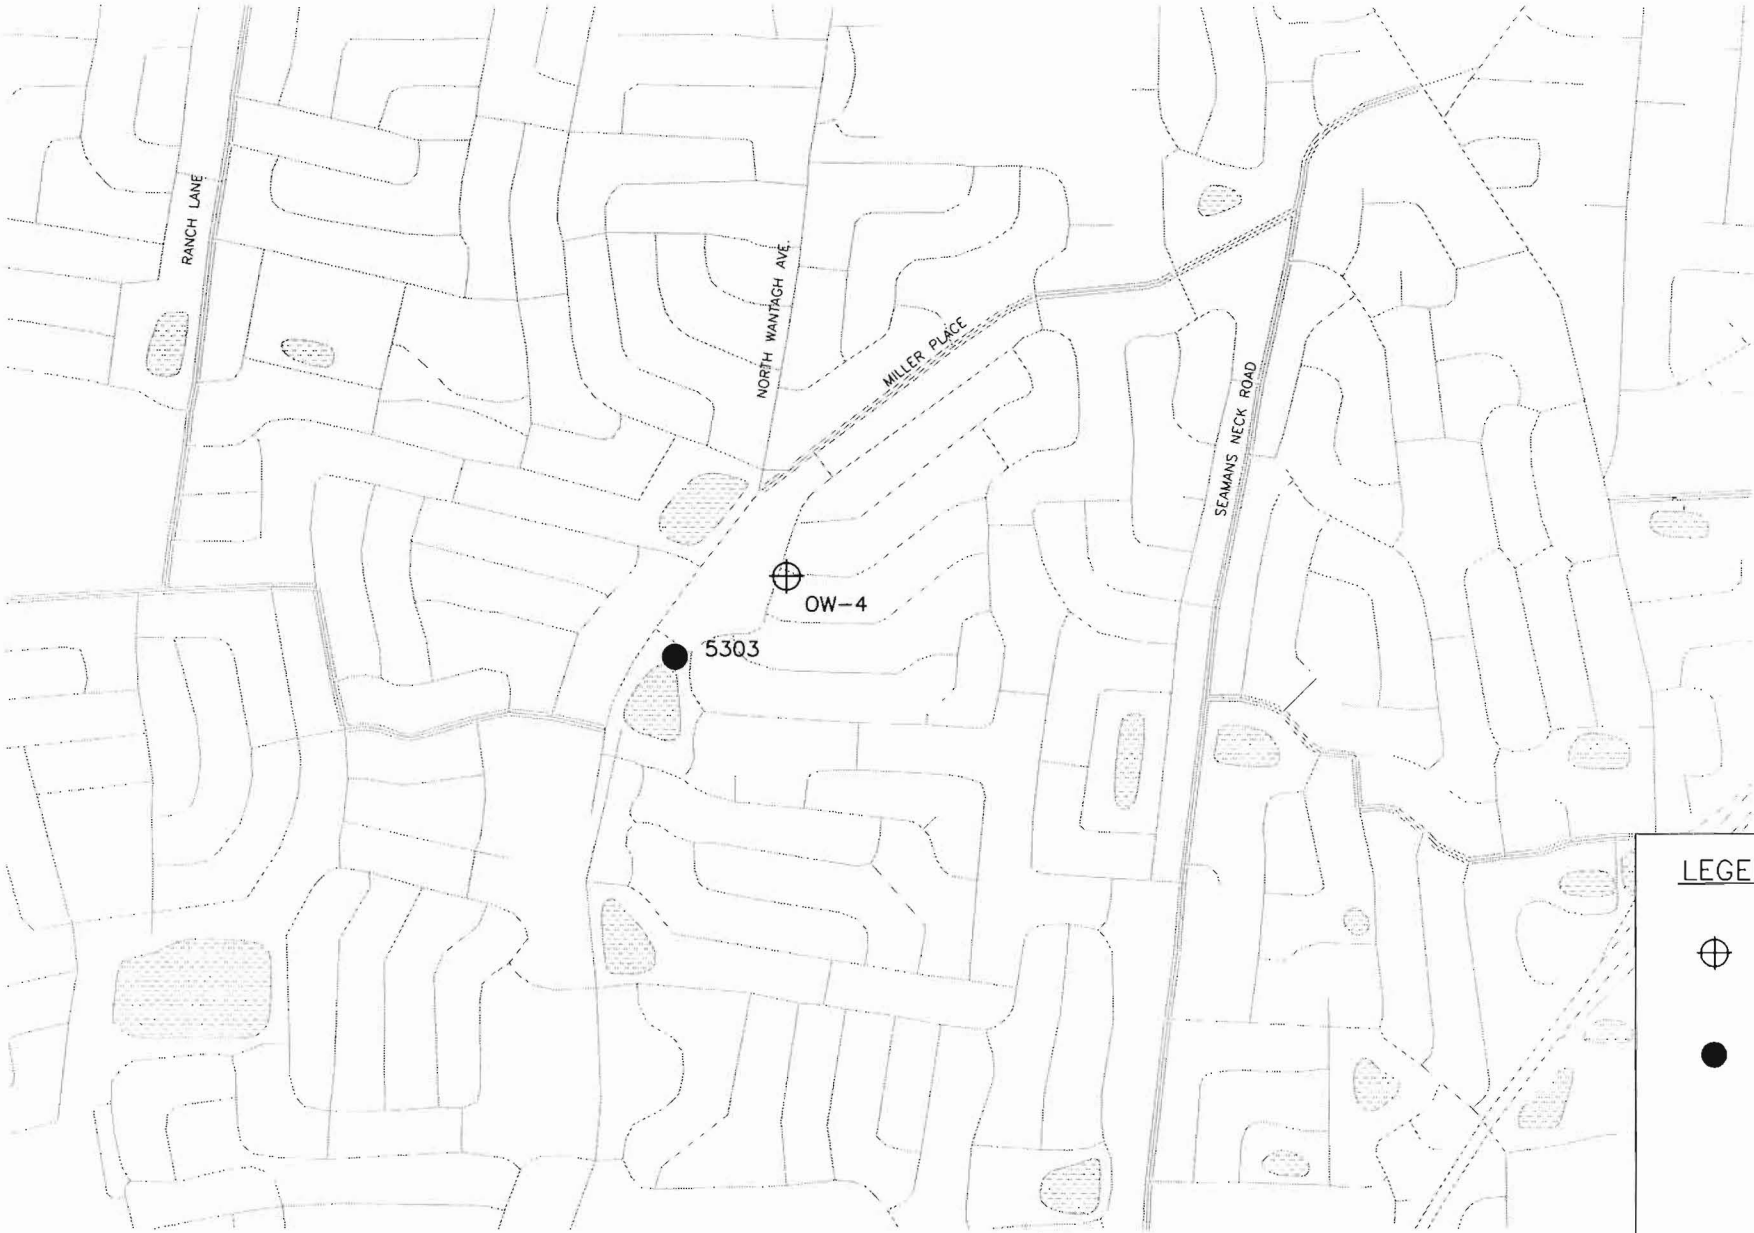 RANCH LANE
NORTH WANTAGH AVE.
MILLER PLACE
SEAMANS NECK ROAD
OW-4
5303
LEGE